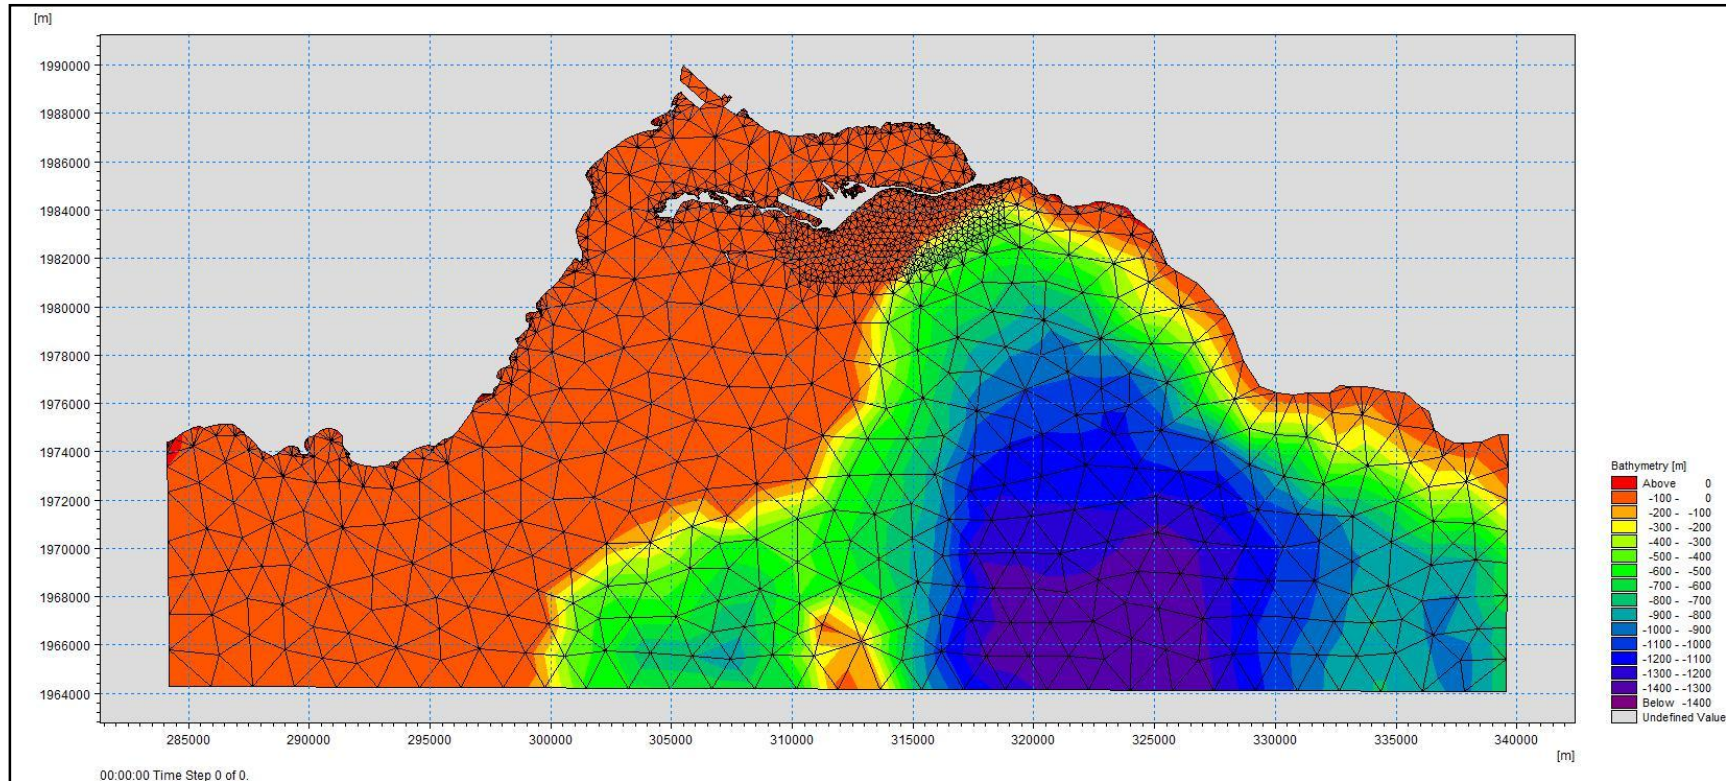 [m]
1990000
1988000
1986000
1984000
1982000
1980000
1978000
1976000
1974000
1972000
1970000
1968000
1966000
1964000
285000 290000 295000 300000 305000 310000 315000 320000 325000 330000 335000 340000
[m]
00:00:00 Time Step 0 of 0.
Bathymetry [m]
Above 0
-100 - 0
-200 - -100
-300 - -200
-400 - -300
-500 - -400
-600 - -500
-700 - -600
-800 - -700
-900 - -800
-1000 - -900
-1100 - -1000
-1200 - -1100
-1300 - -1200
-1400 - -1300
Below -1400
Undefined Value